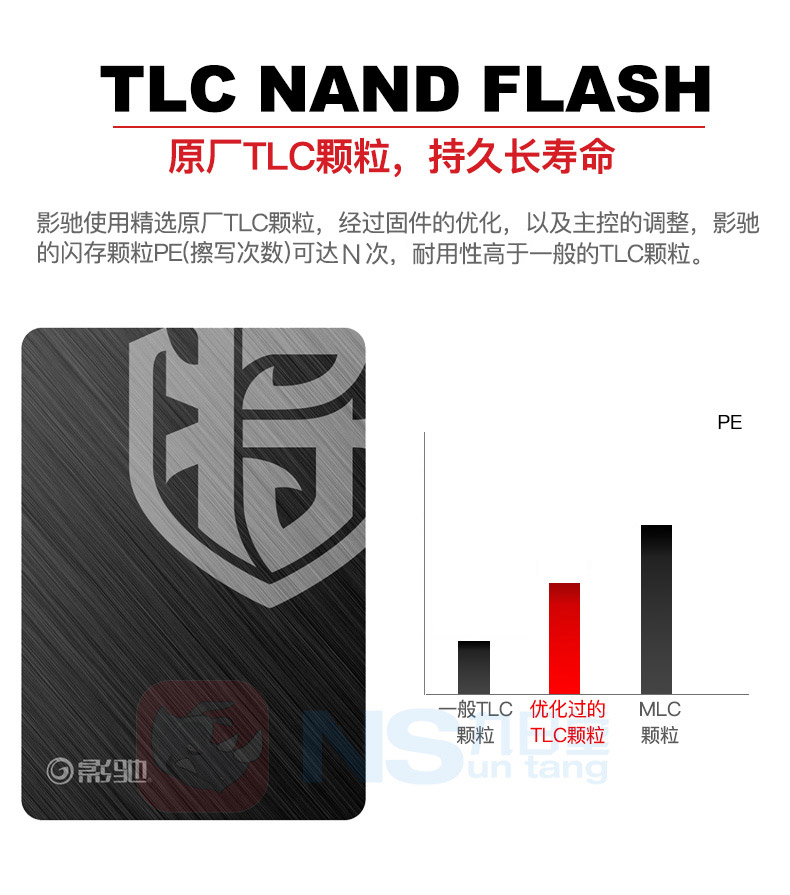 TLC NAND FLASH
原厂TLC颗粒，持久长寿命
影驰使用精选原厂TLC颗粒，经过固件的优化，以及主控的调整，影驰
的闪存颗粒PE(擦写次数)可达N次，耐用性高于一般的TLC颗粒。
将
PE
一般TLC
颗粒
优化过的
TLC颗粒
MLC
颗粒
影驰
NS
un tang